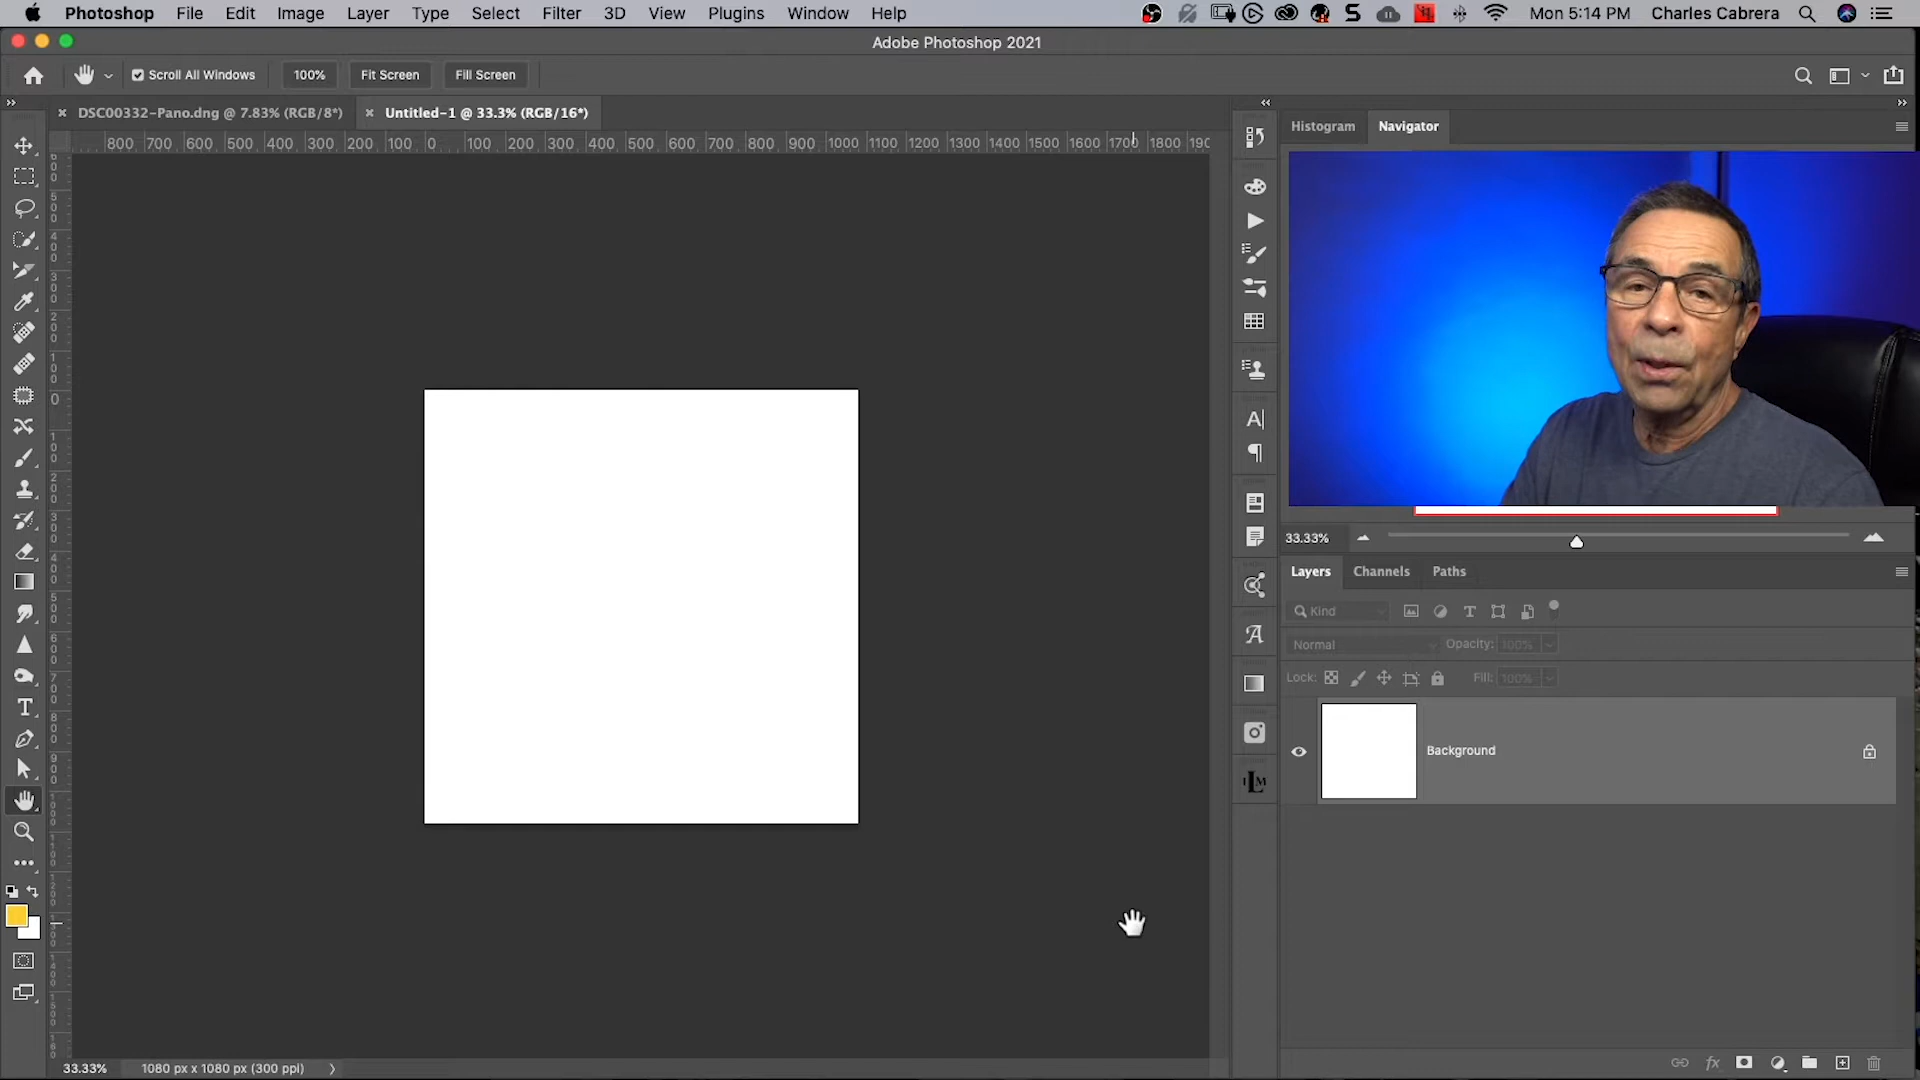 Photoshop File Edit Image Layer Type Select Filter 3D View Plugins Window Help Mon 5:14 PM Charles Cabrera
Adobe Photoshop 2021
Scroll All Windows 100% Fit Screen Fill Screen
DSC00332-Pano.dng @ 7.83% (RGB/8*) Untitled-1 @ 33.3% (RGB/16*)
Histogram Navigator
800 700 600 500 400 300 200 100 0 100 200 300 400 500 600 700 800 900 1000 1100 1200 1300 1400 1500 1600 1700 1800
33.33%
Layers Channels Paths
Kind
Normal Opacity: 100%
Lock: Fill: 100%
Background
33.33% 1080 px x 1080 px (300 ppi)